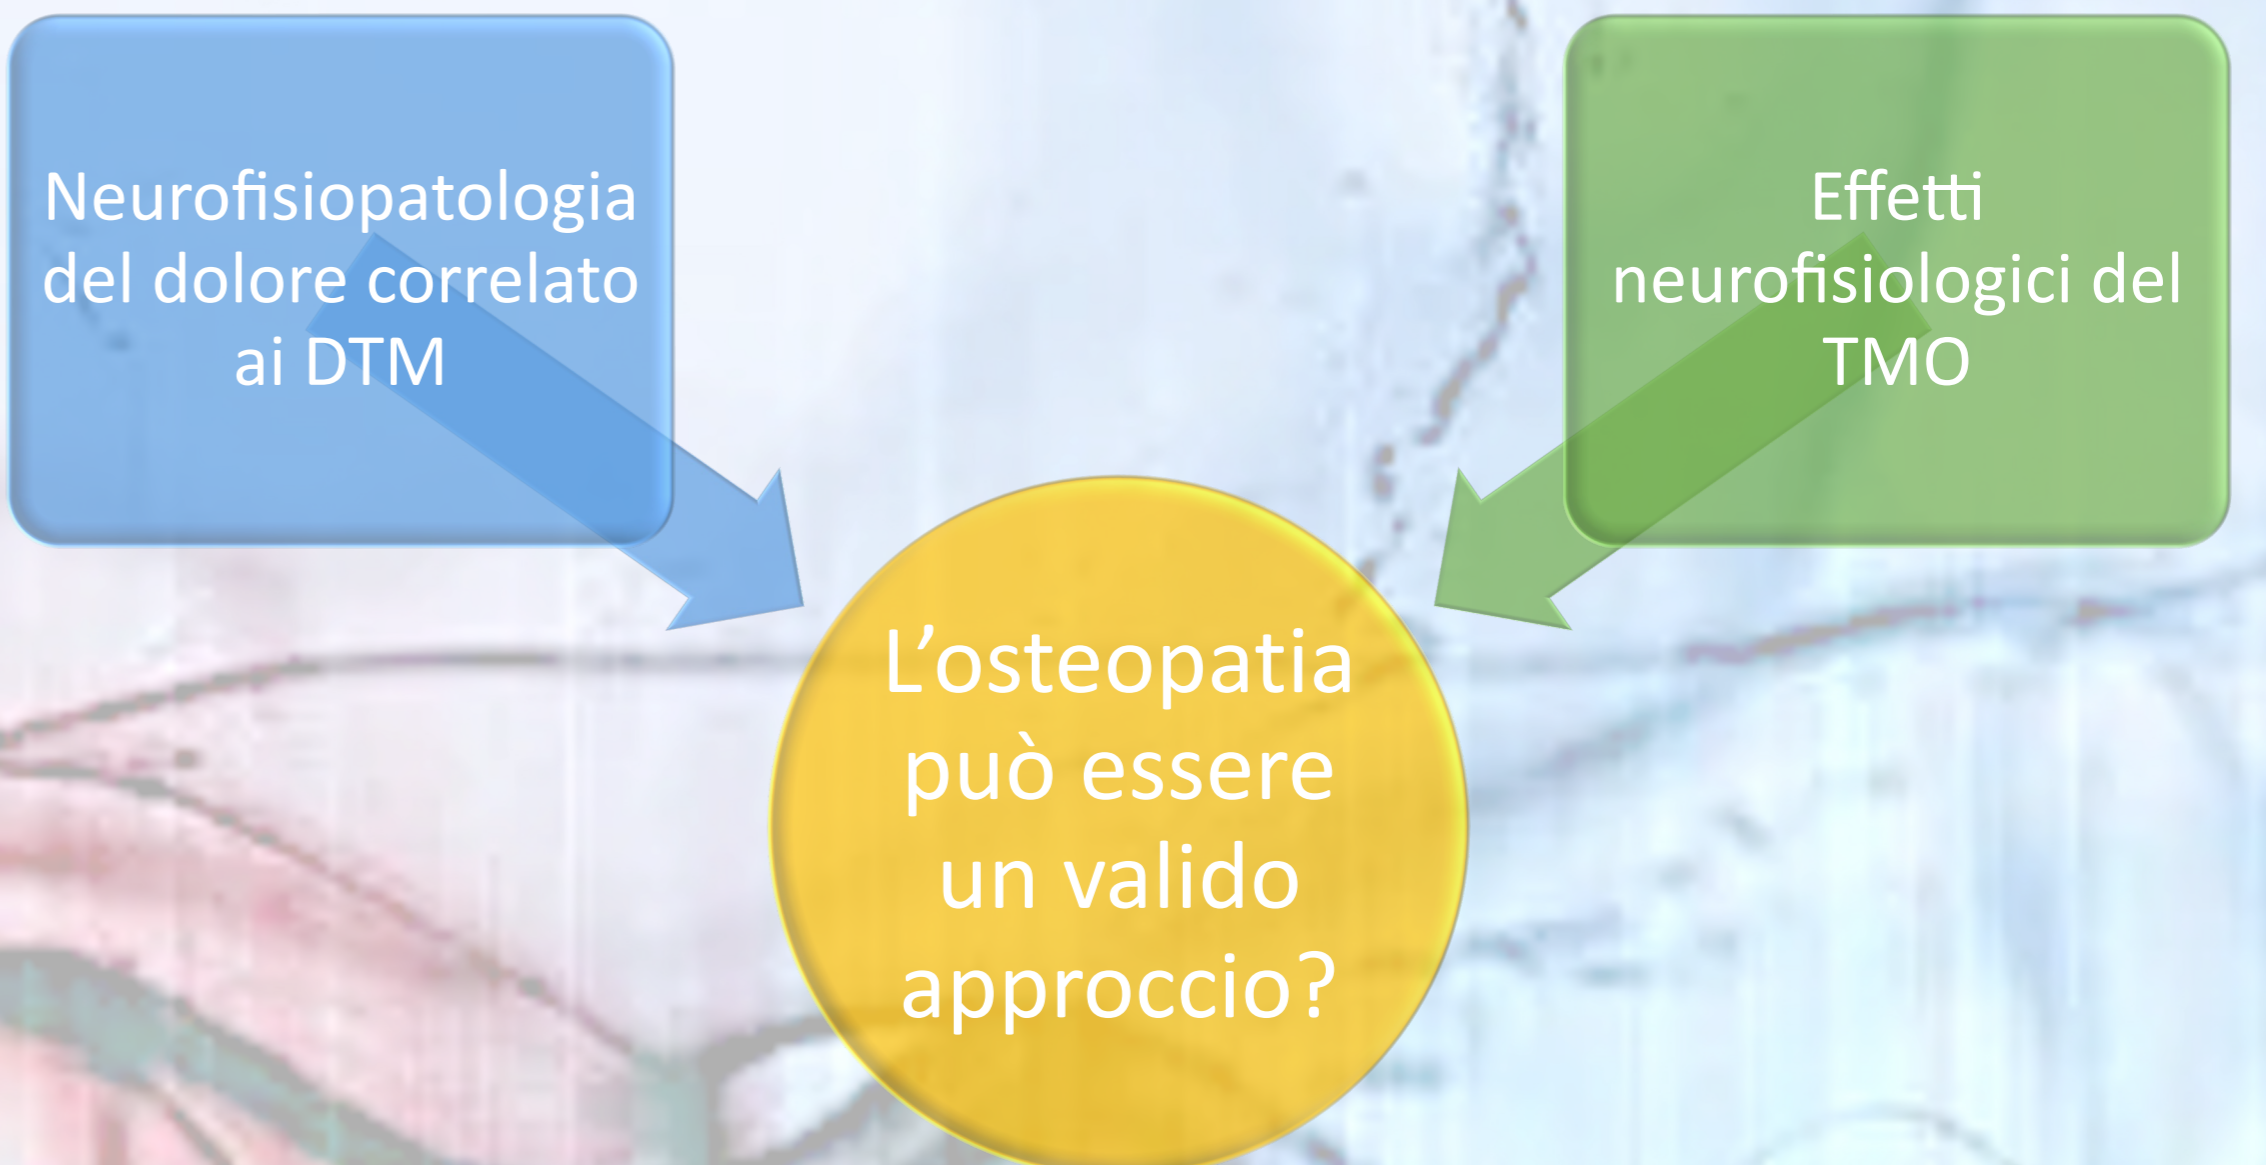 Neurofisiopatologia
del dolore correlato
ai DTM
Effetti
neurofisiologici del
TMO
L’osteopatia
può essere
un valido
approccio?